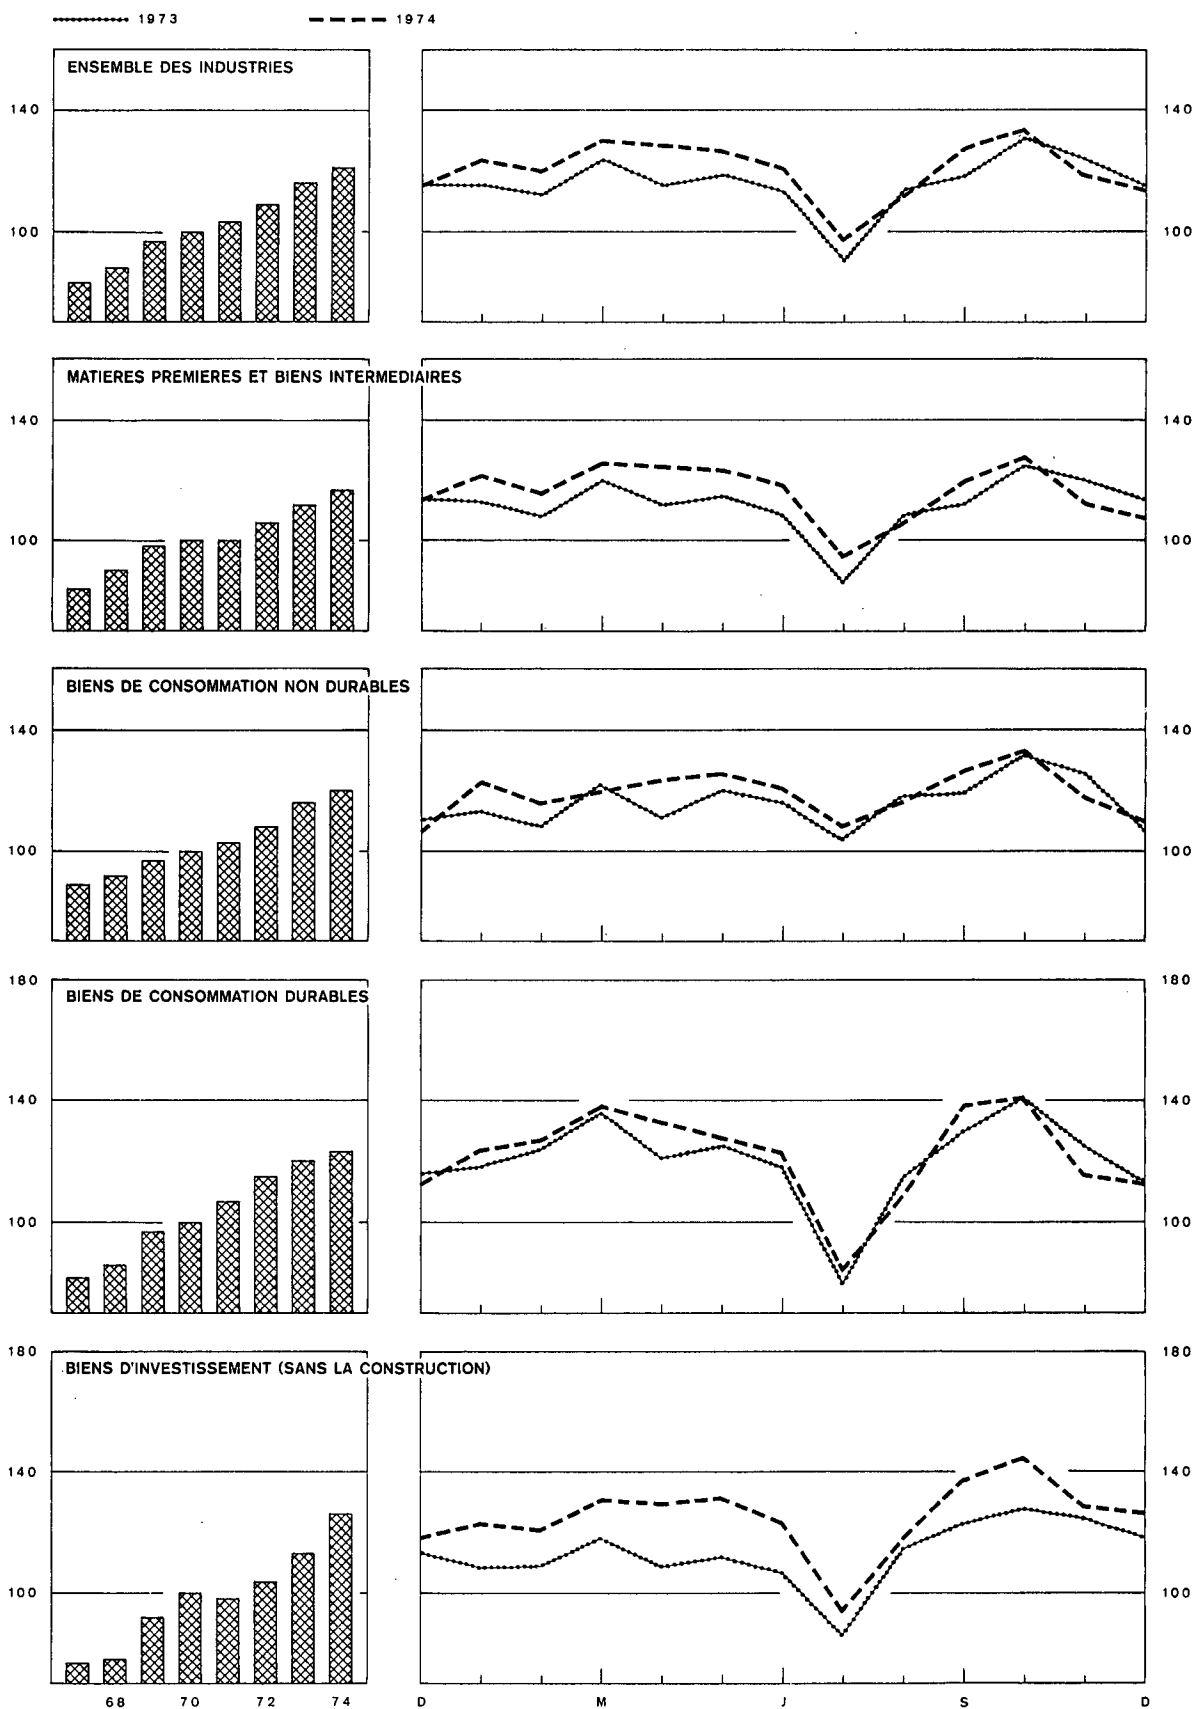 1973 1974
ENSEMBLE DES INDUSTRIES
140 140
100 100
MATIERES PREMIERES ET BIENS INTERMEDIAIRES
140 140
100 100
BIENS DE CONSOMMATION NON DURABLES
140 140
100 100
180 180
BIENS DE CONSOMMATION DURABLES
140 140
100 100
180 180
BIENS D'INVESTISSEMENT (SANS LA CONSTRUCTION)
140 140
100 100
68 70 72 74 D M J S D